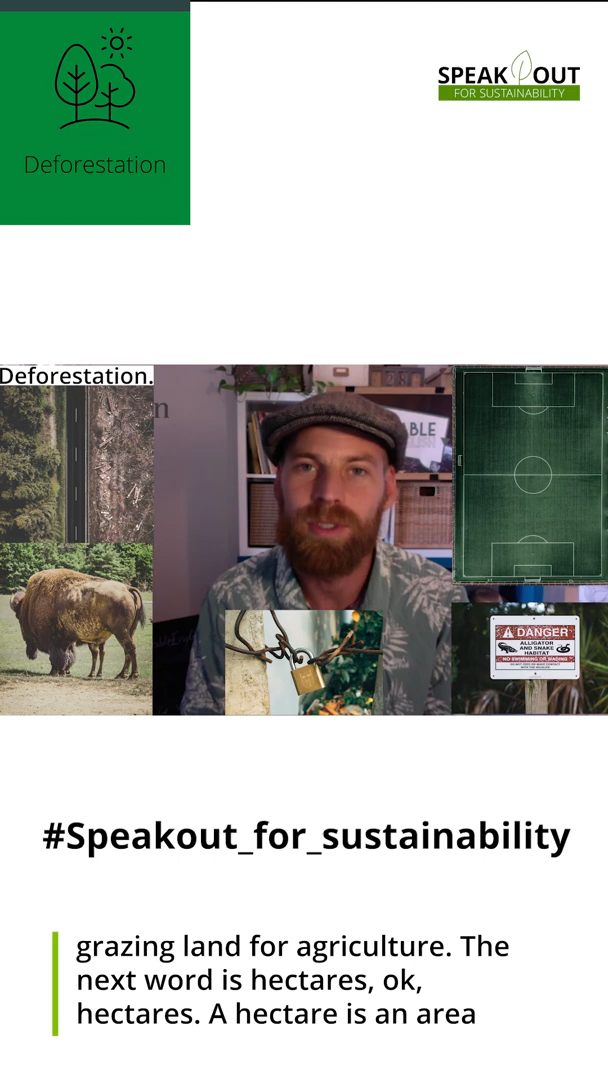 Deforestation
SPEAK OUT
FOR SUSTAINABILITY
Deforestation.
n
ABLE
DANGER
ALLIGATOR
AND SNAKE
HABITAT
NO SWIMMING OR WADING
#Speakout_for_sustainability
grazing land for agriculture. The
next word is hectares, ok,
hectares. A hectare is an area